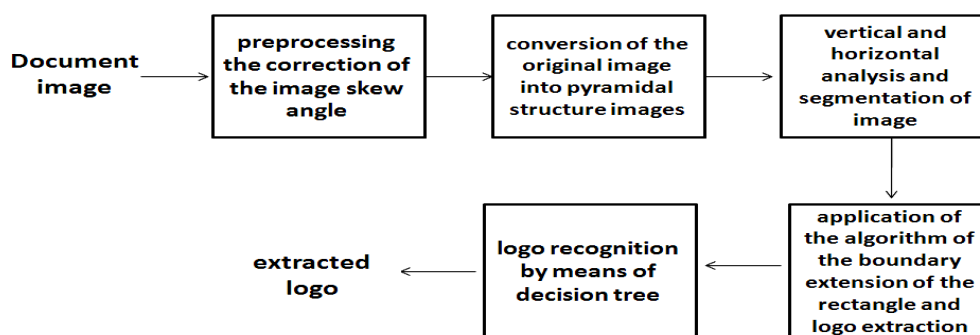 Document
image
preprocessing
the correction of
the image skew
angle
conversion of the
original image
into pyramidal
structure images
vertical and
horizontal
analysis and
segmentation of
image
application of
the algorithm of
the boundary
extension of the
rectangle and
logo extraction
logo recognition
by means of
decision tree
extracted
logo